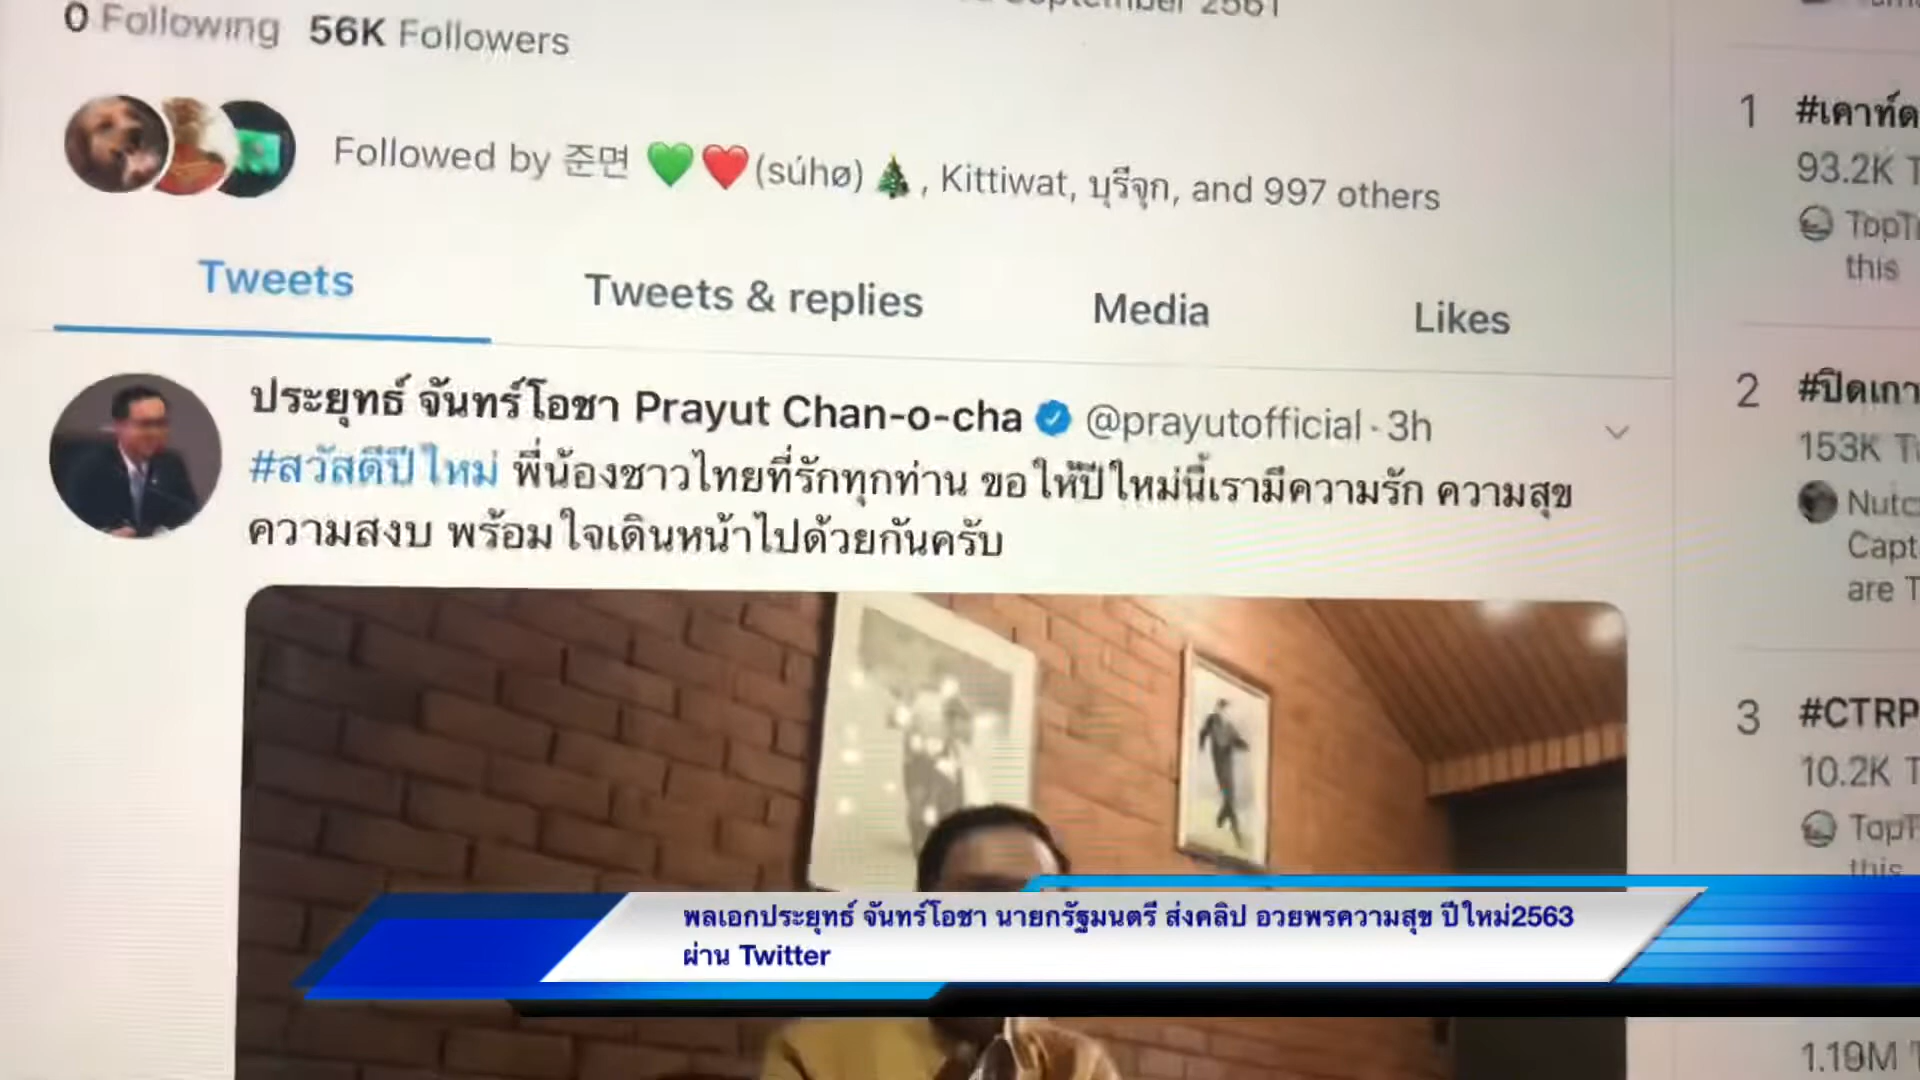 0 Following 56K Followers
Followed by 준면 💚❤️(súhø)🎄, Kittiwat, บุรีจุก, and 997 others
Tweets Tweets & replies Media Likes
ประยุทธ์ จันทร์โอชา Prayut Chan-o-cha @prayutofficial · 3h
#สวัสดีปีใหม่ พี่น้องชาวไทยที่รักทุกท่าน ขอให้ปีใหม่นี้เรามีความรัก ความสุข
ความสงบ พร้อมใจเดินหน้าไปด้วยกันครับ
1 #เคาท์ด
93.2K T
TopT
this
2 #ปิดเกา
153K T
Nutc
Capt
are T
3 #CTRP
10.2K T
TopT
this
1.19M T
พลเอกประยุทธ์ จันทร์โอชา นายกรัฐมนตรี ส่งคลิป อวยพรความสุข ปีใหม่2563
ผ่าน Twitter